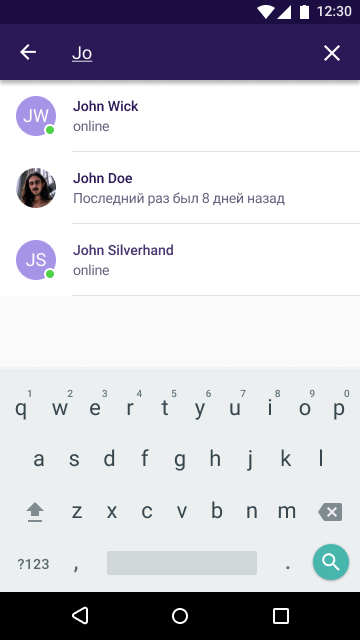 12:30
Jo
JW
John Wick
online
John Doe
Последний раз был 8 дней назад
JS
John Silverhand
online
1 2 3 4 5 6 7 8 9 0
q w e r t y u i o p
a s d f g h j k l
z x c v b n m
?123 , .